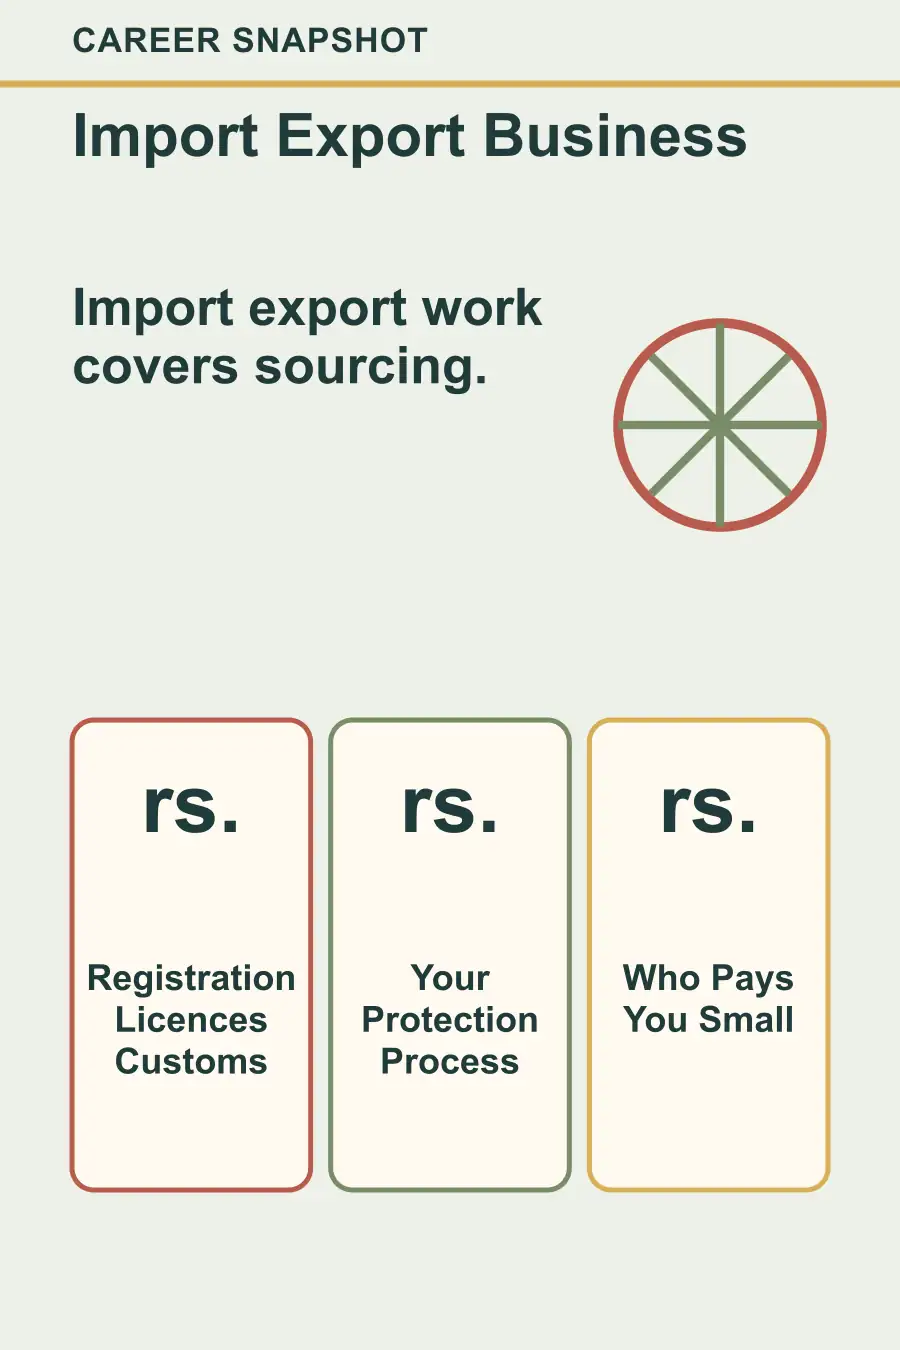 CAREER SNAPSHOT
Import Export Business
Import export work
covers sourcing.
rs.
Registration
Licences
Customs
rs.
Your
Protection
Process
rs.
Who Pays
You Small